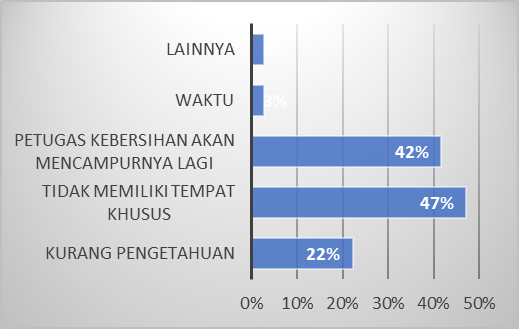 LAINNYA
WAKTU
3%
PETUGAS KEBERSIHAN AKAN
MENCAMPURNYA LAGI
42%
TIDAK MEMILIKI TEMPAT
KHUSUS
47%
KURANG PENGETAHUAN
22%
0% 10% 20% 30% 40% 50%